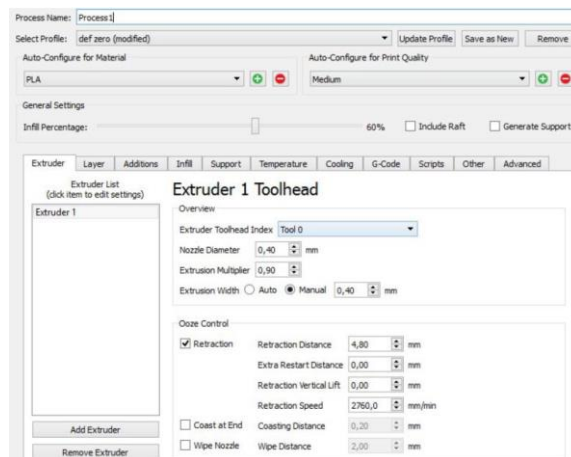 Process Name: Process1
Select Profile: def zero (modified) Update Profile Save as New Remove
Auto-Configure for Material Auto-Configure for Print Quality
PLA Medium
General Settings
Infill Percentage: 60% Include Raft Generate Support
Extruder Layer Additions Infill Support Temperature Cooling G-Code Scripts Other Advanced
Extruder List
(click item to edit settings)
Extruder 1
Extruder 1 Toolhead
Overview
Extruder Toolhead Index Tool 0
Nozzle Diameter 0,40 mm
Extrusion Multiplier 0,90
Extrusion Width Auto Manual 0,40 mm
Ooze Control
Retraction Retraction Distance 4,80 mm
Extra Restart Distance 0,00 mm
Retraction Vertical Lift 0,00 mm
Retraction Speed 2760,0 mm/min
Coast at End Coasting Distance 0,20 mm
Wipe Nozzle Wipe Distance 2,00 mm
Add Extruder
Remove Extruder